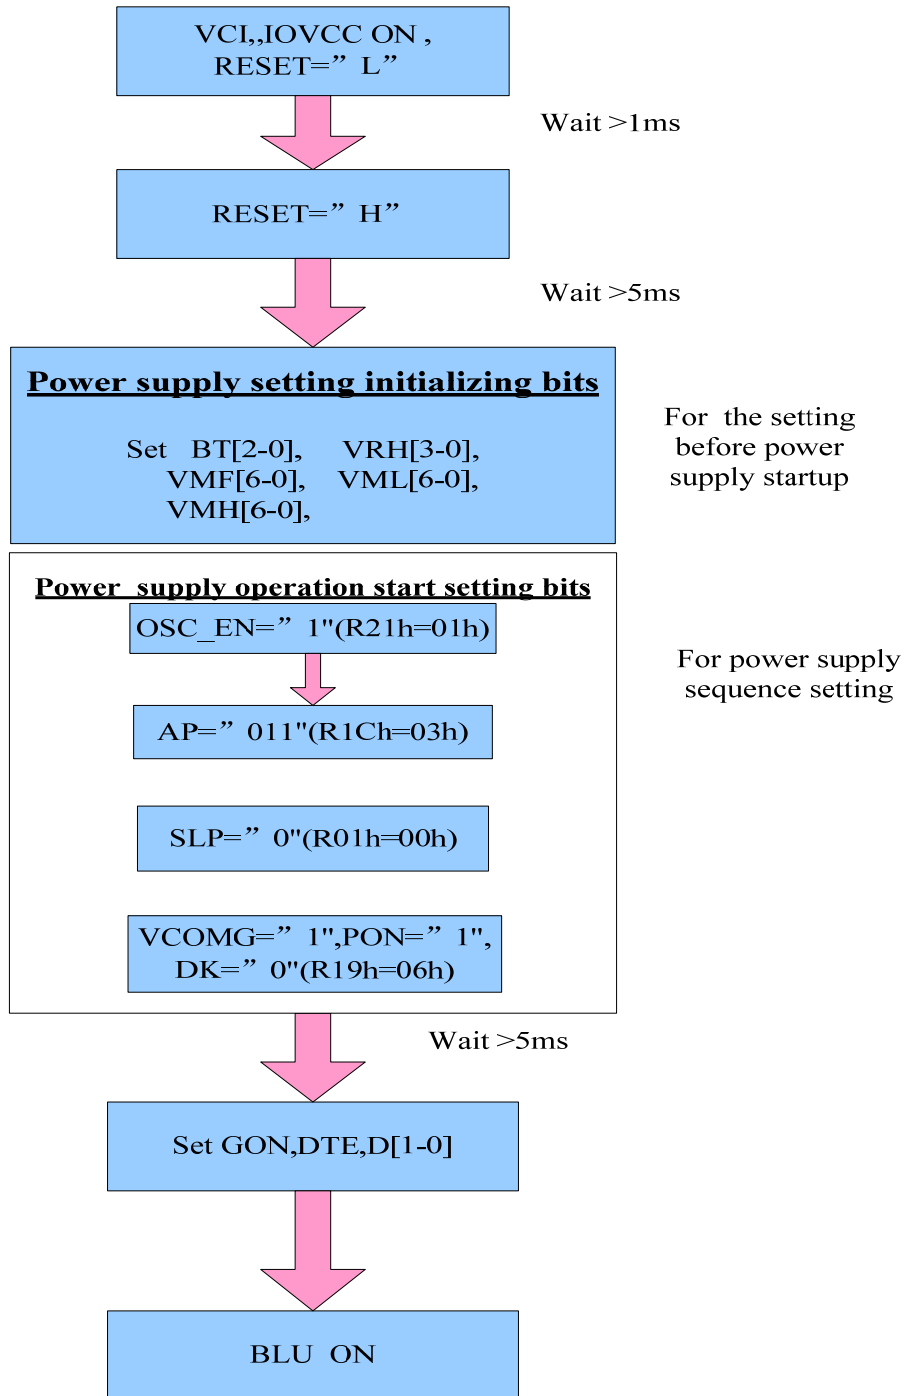 VCI,,IOVCC ON ,
RESET=” L”
Wait >1ms
RESET=” H”
Wait >5ms
Power supply setting initializing bits
Set BT[2-0], VRH[3-0],
VMF[6-0], VML[6-0],
VMH[6-0],
For the setting
before power
supply startup
Power supply operation start setting bits
OSC_EN=” 1"(R21h=01h)
For power supply
sequence setting
AP=” 011"(R1Ch=03h)
SLP=” 0"(R01h=00h)
VCOMG=” 1",PON=” 1",
DK=” 0"(R19h=06h)
Wait >5ms
Set GON,DTE,D[1-0]
BLU ON